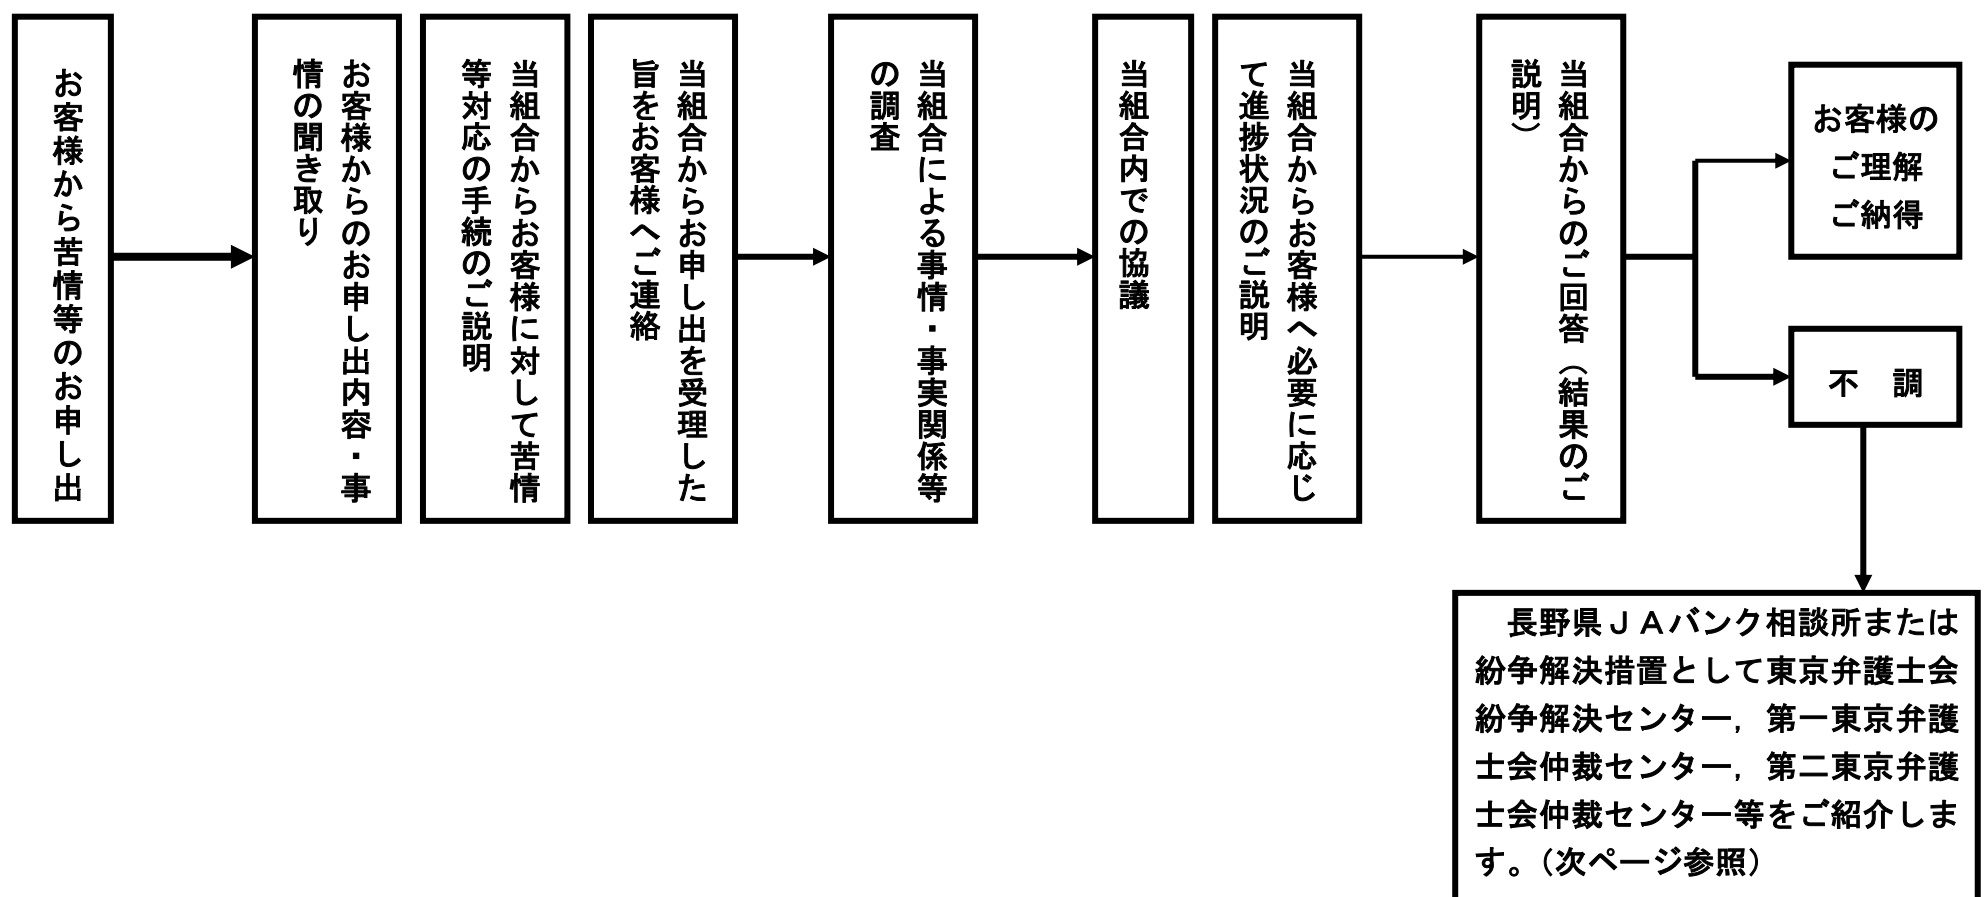 お客様から苦情等のお申し出
お客様からのお申し出内容・事
情の聞き取り
当組合からお客様に対して苦情
等対応の手続のご説明
当組合からお申し出を受理した
旨をお客様へご連絡
当組合による事情・事実関係等
の調査
当組合内での協議
当組合からお客様へ必要に応じ
て進捗状況のご説明
当組合からのご回答（結果のご
説明）
お客様の
ご理解
ご納得
不　調
長野県ＪＡバンク相談所または
紛争解決措置として東京弁護士会
紛争解決センター，第一東京弁護
士会仲裁センター，第二東京弁護
士会仲裁センター等をご紹介しま
す。（次ページ参照）